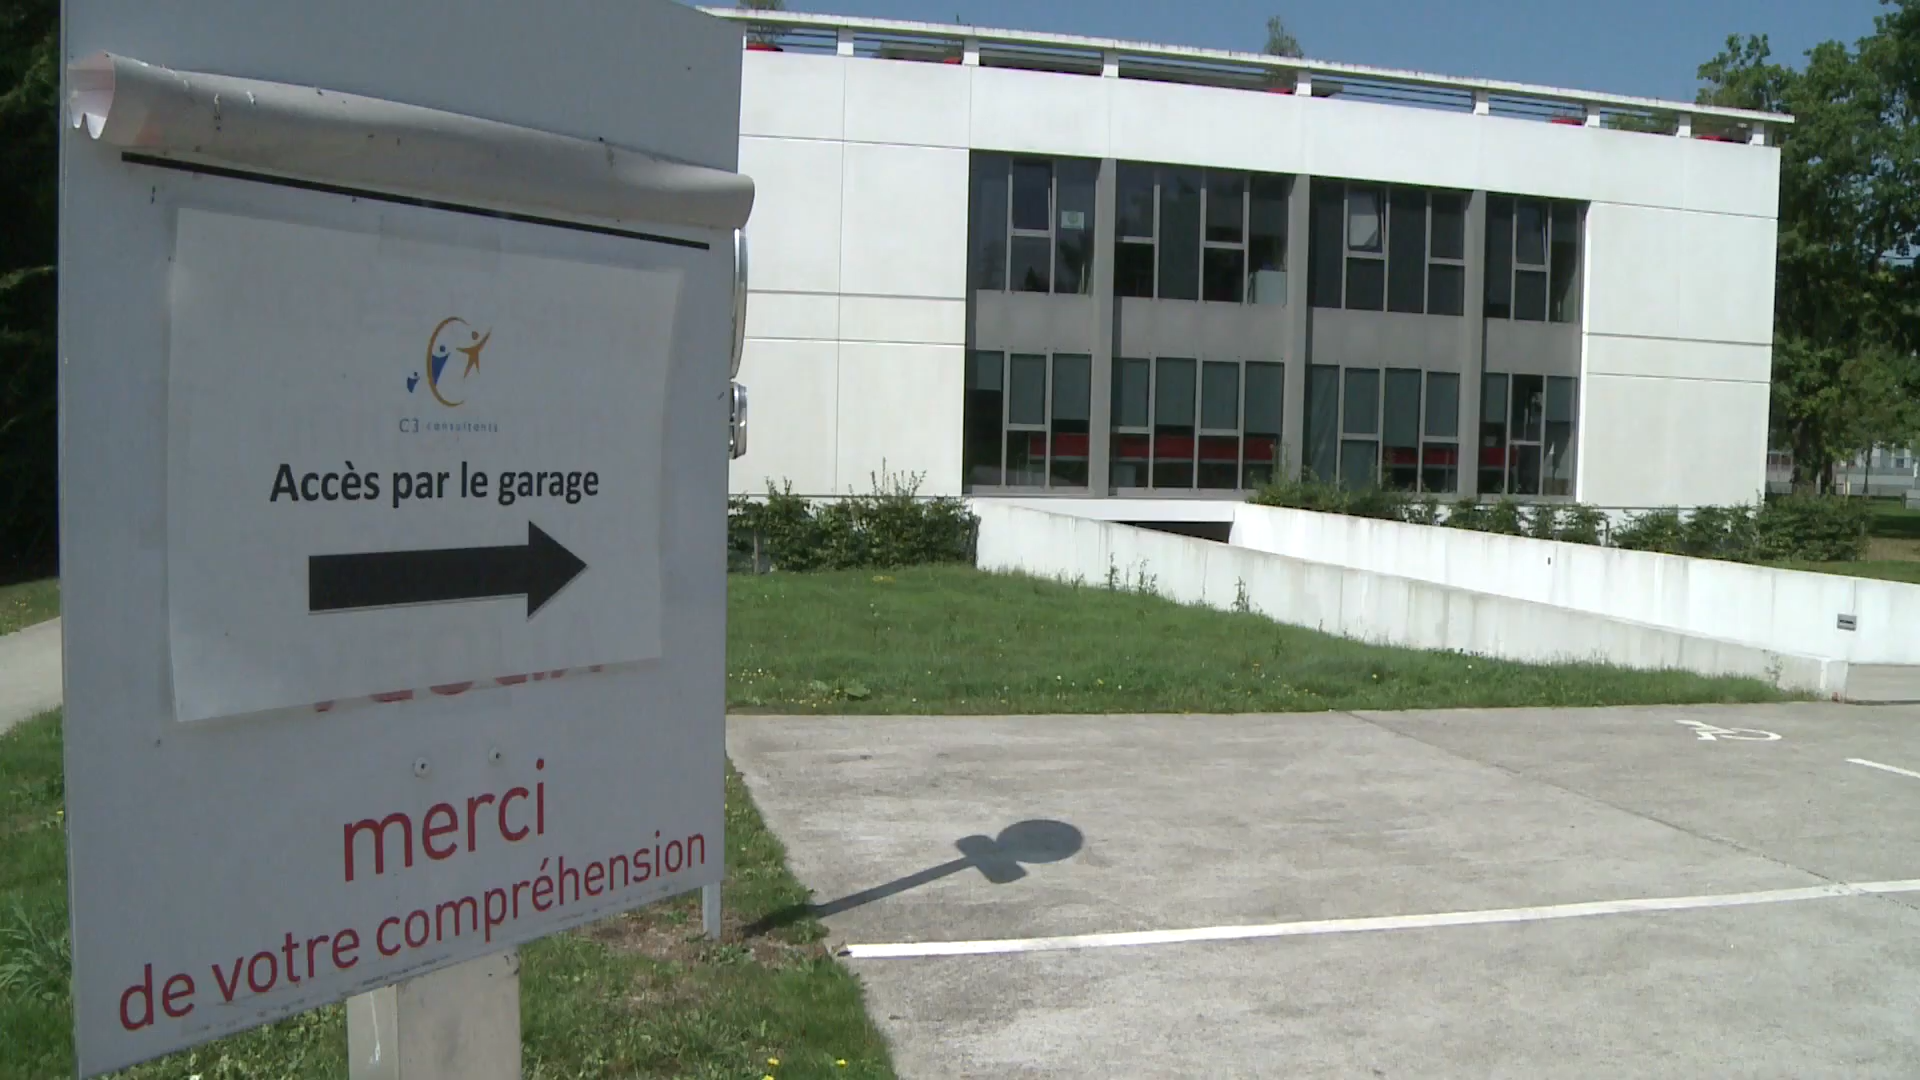 C3 consultants
Accès par le garage
merci
de votre compréhension